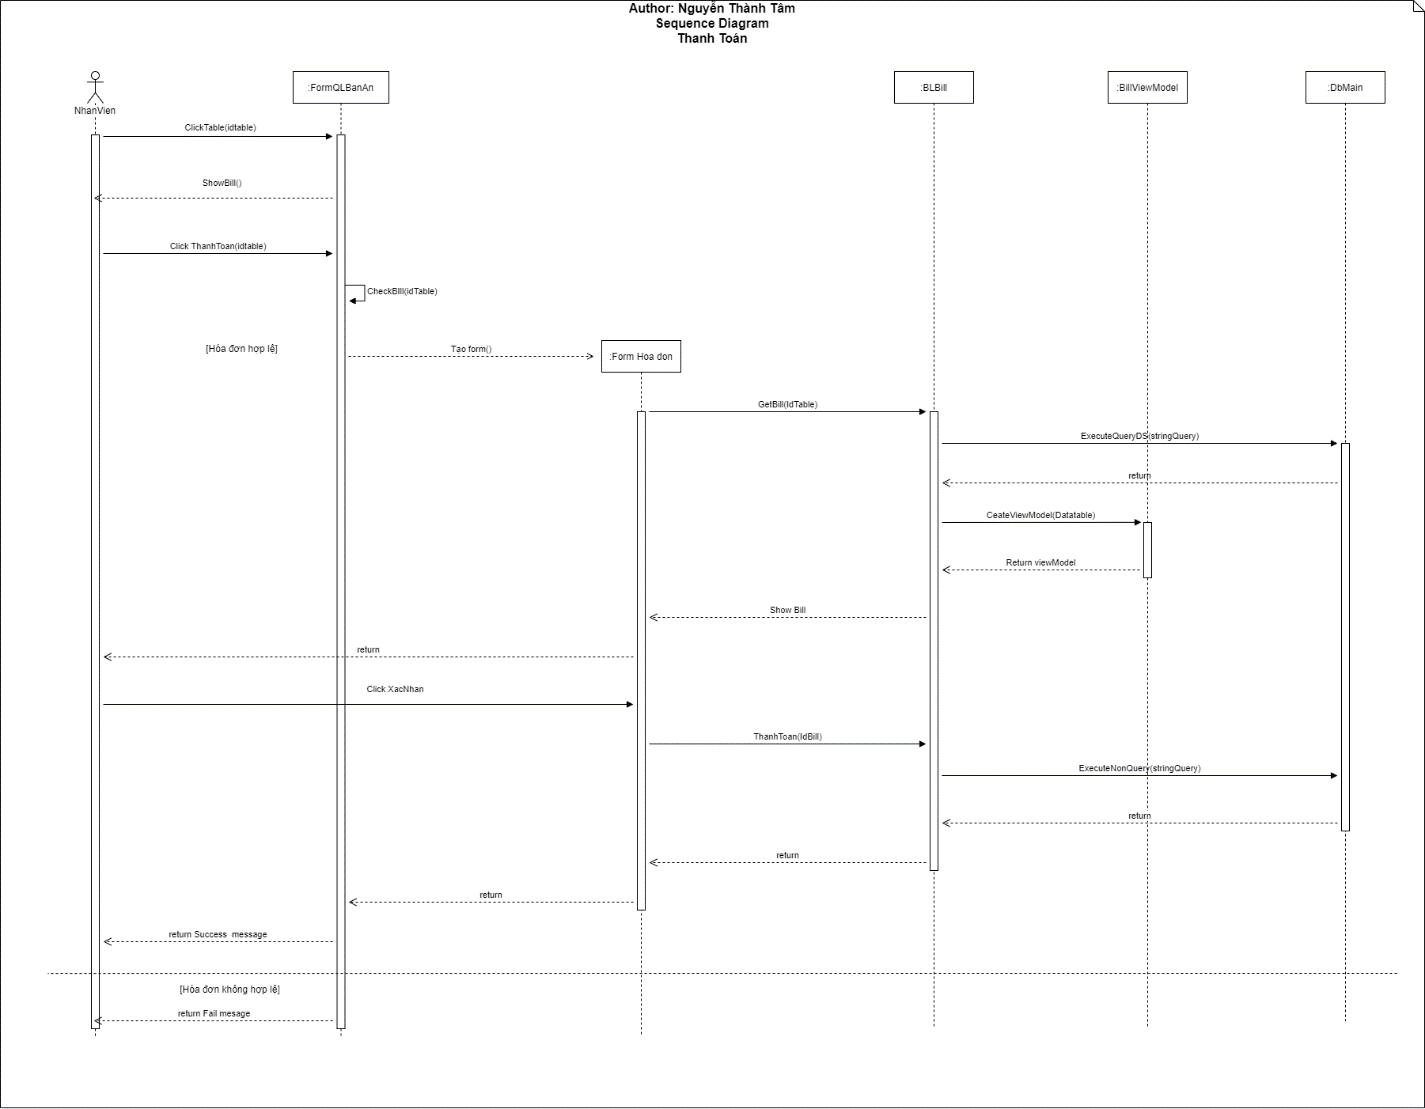 Author: Nguyễn Thành Tâm
Sequence Diagram
Thanh Toán
NhanVien
:FormQLBanAn
:BLBill
:BillViewModel
:DbMain
ClickTable(idtable)
ShowBill()
Click ThanhToan(idtable)
CheckBill(idTable)
[Hóa đơn hợp lệ]
Tạo form()
:Form Hoa don
GetBill(IdTable)
ExecuteQueryDS(stringQuery)
return
CeateViewModel(Datatable)
Return viewModel
Show Bill
return
Click XacNhan
ThanhToan(IdBill)
ExecuteNonQuery(stringQuery)
return
return
return
return Success message
[Hóa đơn không hợp lệ]
return Fail mesage